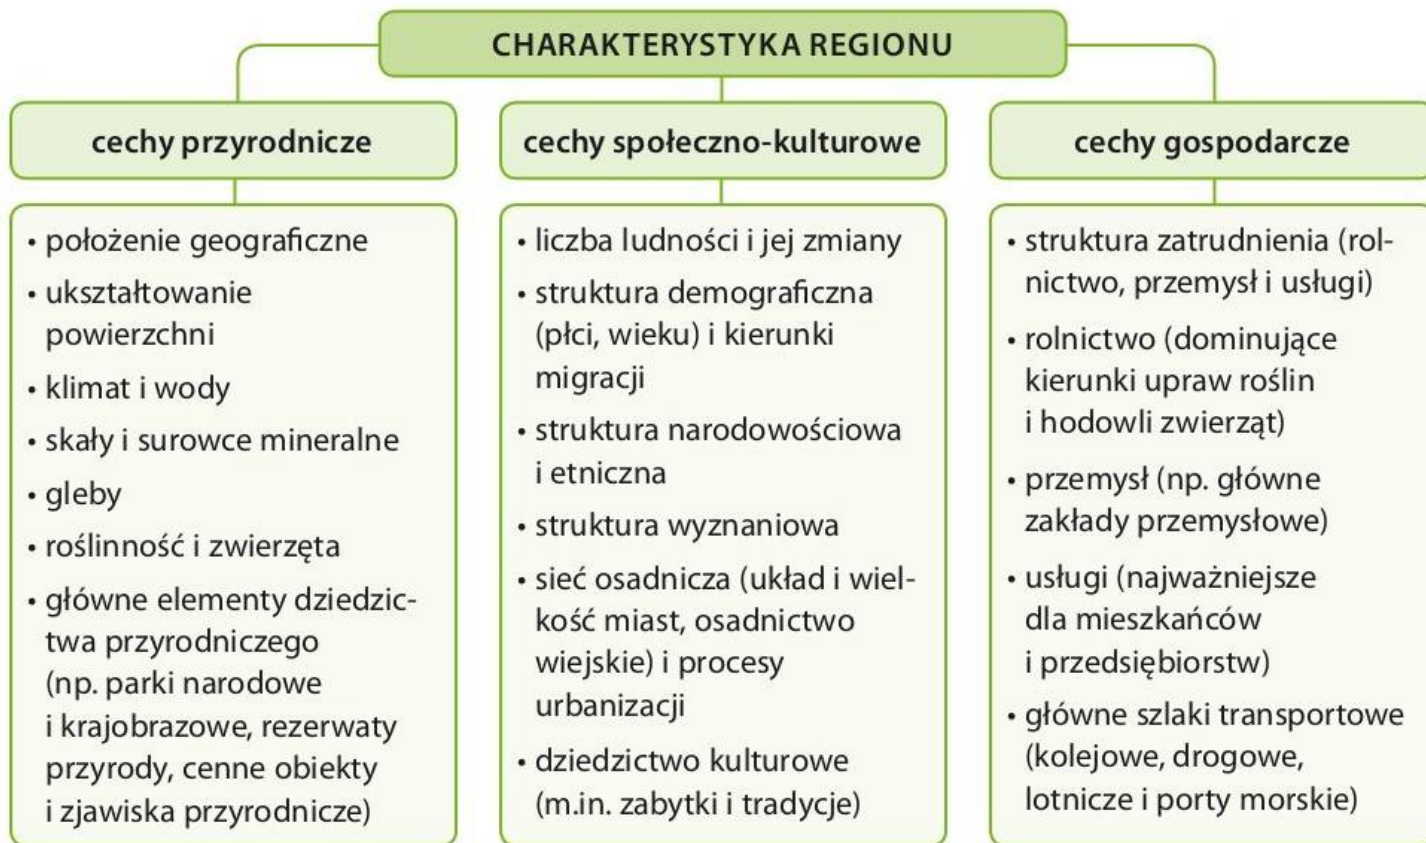 CHARAKTERYSTYKA REGIONU
cechy przyrodnicze
• położenie geograficzne
• ukształtowanie
powierzchni
• klimat i wody
• skały i surowce mineralne
• gleby
• roślinność i zwierzęta
• główne elementy dziedzic-
twa przyrodniczego
(np. parki narodowe
i krajobrazowe, rezerwaty
przyrody, cenne obiekty
i zjawiska przyrodnicze)
cechy społeczno-kulturowe
• liczba ludności i jej zmiany
• struktura demograficzna
(płci, wieku) i kierunki
migracji
• struktura narodowościowa
i etniczna
• struktura wyznaniowa
• sieć osadnicza (układ i wiel-
kość miast, osadnictwo
wiejskie) i procesy
urbanizacji
• dziedzictwo kulturowe
(m.in. zabytki i tradycje)
cechy gospodarcze
• struktura zatrudnienia (rol-
nictwo, przemysł i usługi)
• rolnictwo (dominujące
kierunki upraw roślin
i hodowli zwierząt)
• przemysł (np. główne
zakłady przemysłowe)
• usługi (najważniejsze
dla mieszkańców
i przedsiębiorstw)
• główne szlaki transportowe
(kolejowe, drogowe,
lotnicze i porty morskie)